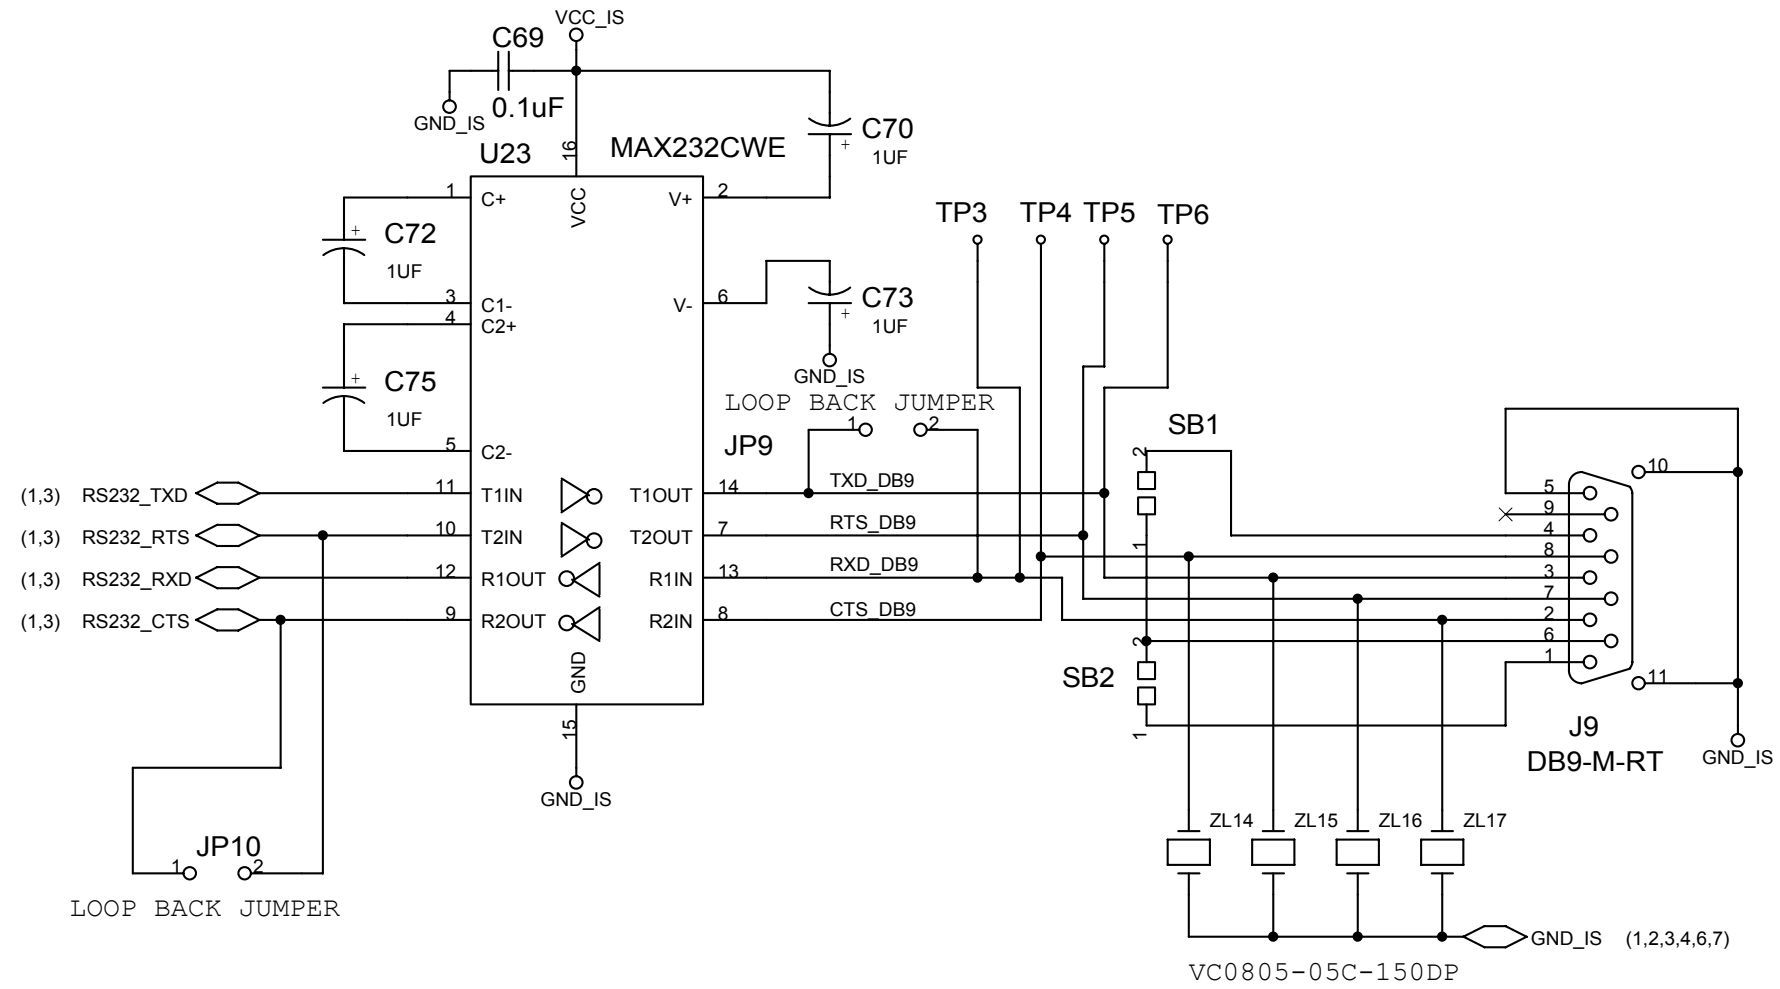 VCC_IS
C69
0.1uF
GND_IS
U23
MAX232CWE
16
C70
+
1UF
1
C+
VCC
V+
2
+
C72
1UF
3
C1-
4
C2+
V-
6
C73
+
1UF
GND_IS
TP3
TP4
TP5
TP6
+
C75
1UF
5
C2-
LOOP BACK JUMPER
1
2
JP9
SB1
2
1
(1,3)
RS232_TXD
11
T1IN
T1OUT
14
TXD_DB9
(1,3)
RS232_RTS
10
T2IN
T2OUT
7
RTS_DB9
(1,3)
RS232_RXD
12
R1OUT
R1IN
13
RXD_DB9
(1,3)
RS232_CTS
9
R2OUT
R2IN
8
CTS_DB9
GND
15
GND_IS
2
SB2
1
5
9
4
8
3
7
2
6
1
10
11
J9
DB9-M-RT
GND_IS
JP10
1
2
LOOP BACK JUMPER
ZL14
ZL15
ZL16
ZL17
GND_IS
(1,2,3,4,6,7)
VC0805-05C-150DP